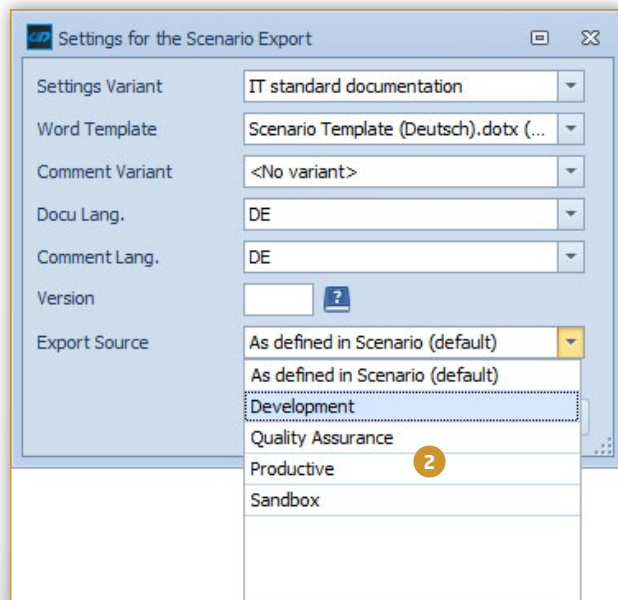 Settings for the Scenario Export
Settings Variant IT standard documentation
Word Template Scenario Template (Deutsch).dotx (...
Comment Variant <No variant>
Docu Lang. DE
Comment Lang. DE
Version ?
Export Source As defined in Scenario (default)
As defined in Scenario (default)
Development
Quality Assurance
Productive 2
Sandbox